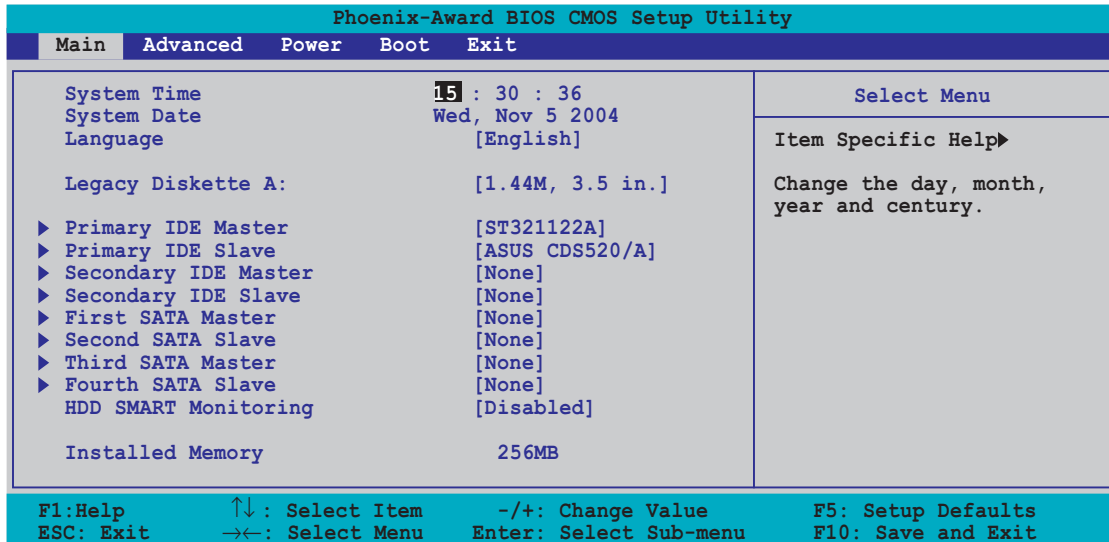 Phoenix-Award BIOS CMOS Setup Utility
Main Advanced Power Boot Exit
System Time 15 : 30 : 36
System Date Wed, Nov 5 2004
Language [English]
Legacy Diskette A: [1.44M, 3.5 in.]
Primary IDE Master [ST321122A]
Primary IDE Slave [ASUS CDS520/A]
Secondary IDE Master [None]
Secondary IDE Slave [None]
First SATA Master [None]
Second SATA Slave [None]
Third SATA Master [None]
Fourth SATA Slave [None]
HDD SMART Monitoring [Disabled]
Installed Memory 256MB
Select Menu
Item Specific Help
Change the day, month,
year and century.
F1:Help ↑↓ : Select Item -/+: Change Value F5: Setup Defaults
ESC: Exit →←: Select Menu Enter: Select Sub-menu F10: Save and Exit